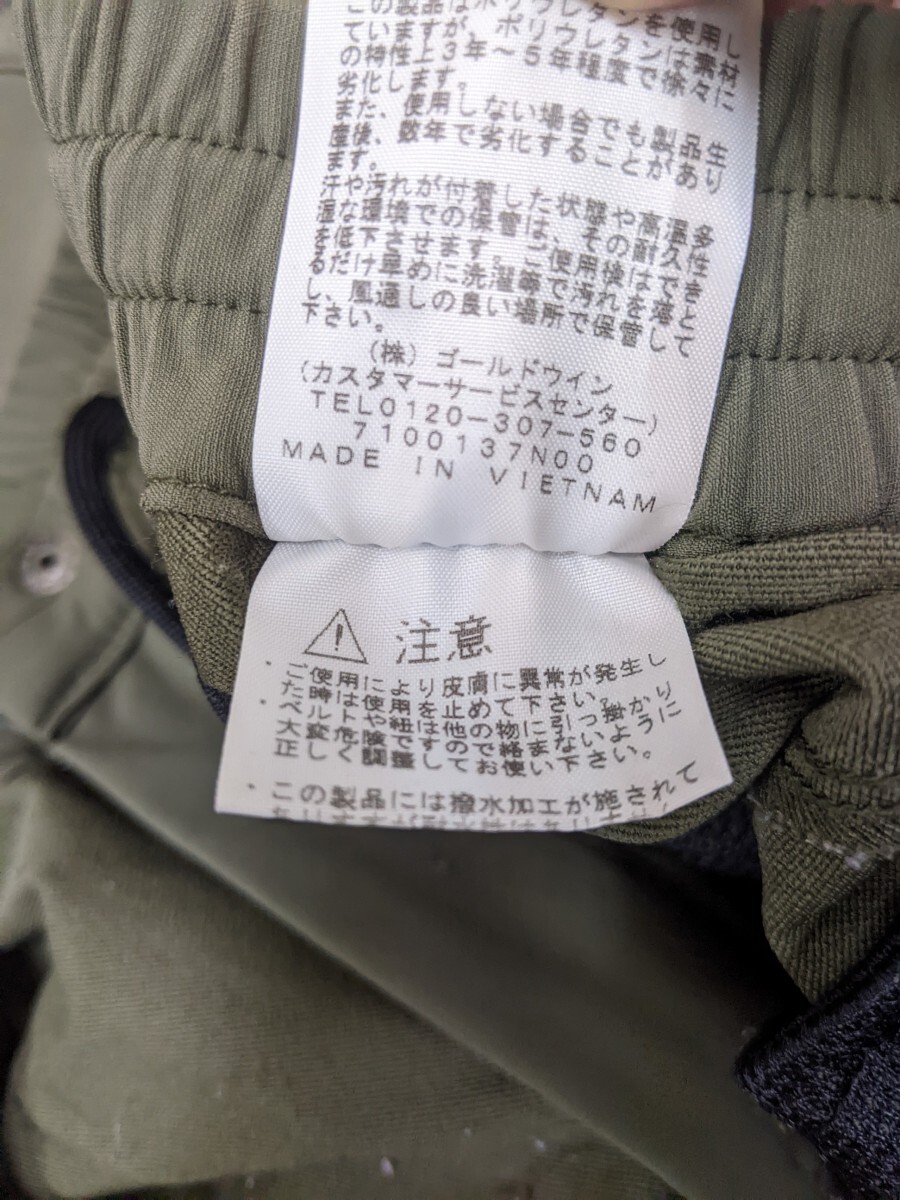 この製品はポリウレタンを使用し
ていますが、ポリウレタンは素材
の特性上3年～5年程度で徐々に
劣化します。
また、使用しない場合でも製品生
産後、数年で劣化することがあり
ます。
汗や汚れが付着した状態や高温多
湿な環境での保管は、その耐久性
を低下させます。ご使用後はでき
るだけ早めに洗濯等で汚れを落と
し、風通しの良い場所で保管して
下さい。
(株) ゴールドウイン
(カスタマーサービスセンター)
TEL0120-307-560
7100137N00
MADE IN VIETNAM
注意
・ご使用により皮膚に異常が発生し
た時は使用を止めて下さい。
・ベルトや紐は他の物に引っ掛かり
大変危険ですので絡まないように
正しく調整してお使い下さい。
・この製品には撥水加工が施されて
おりますが耐水性はありません